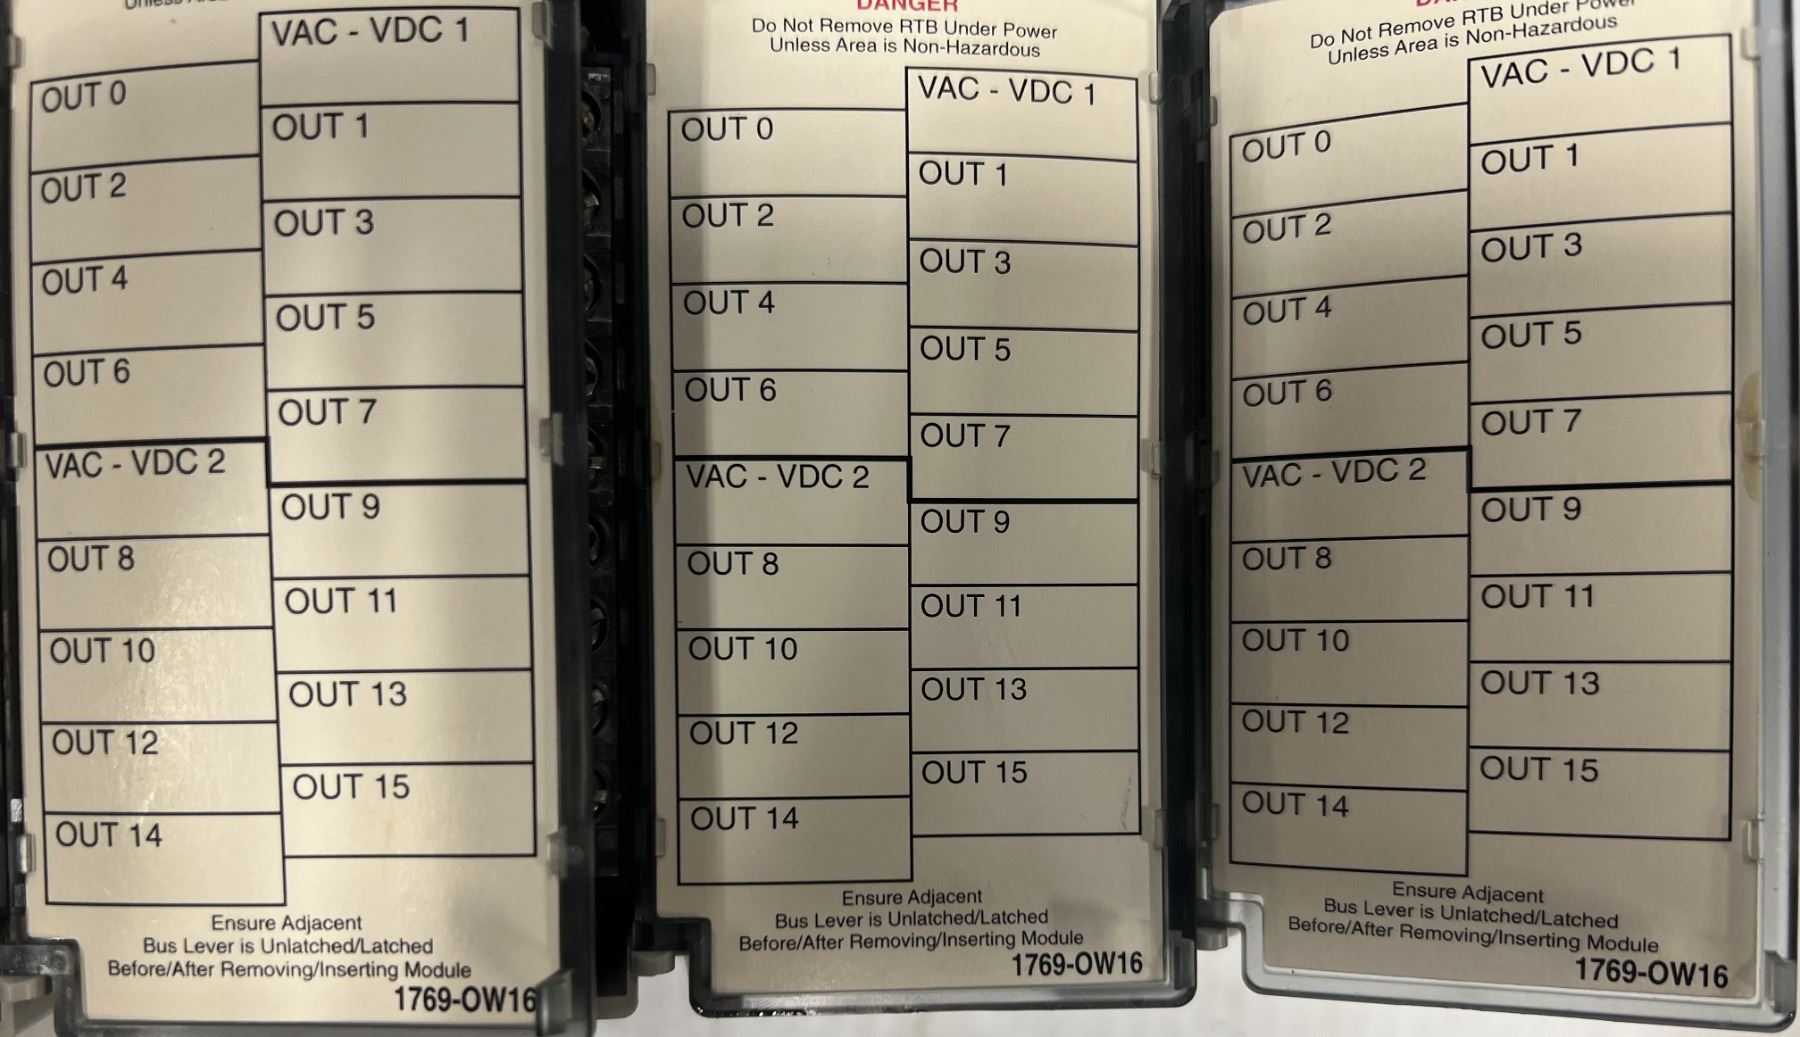 VAC - VDC 1
OUT 0
OUT 1
OUT 2
OUT 3
OUT 4
OUT 5
OUT 6
OUT 7
VAC - VDC 2
OUT 9
OUT 8
OUT 11
OUT 10
OUT 13
OUT 12
OUT 15
OUT 14
Ensure Adjacent
Bus Lever is Unlatched/Latched
Before/After Removing/Inserting Module
1769-OW16
DANGER
Do Not Remove RTB Under Power
Unless Area is Non-Hazardous
VAC - VDC 1
OUT 0
OUT 1
OUT 2
OUT 3
OUT 4
OUT 5
OUT 6
OUT 7
VAC - VDC 2
OUT 9
OUT 8
OUT 11
OUT 10
OUT 13
OUT 12
OUT 15
OUT 14
Ensure Adjacent
Bus Lever is Unlatched/Latched
Before/After Removing/Inserting Module
1769-OW16
Do Not Remove RTB Under Power
Unless Area is Non-Hazardous
VAC - VDC 1
OUT 0
OUT 1
OUT 2
OUT 3
OUT 4
OUT 5
OUT 6
OUT 7
VAC - VDC 2
OUT 9
OUT 8
OUT 11
OUT 10
OUT 13
OUT 12
OUT 15
OUT 14
Ensure Adjacent
Bus Lever is Unlatched/Latched
Before/After Removing/Inserting Module
1769-OW16